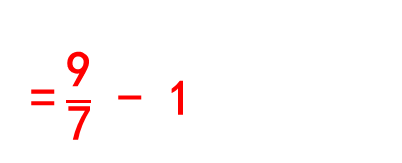 = 9/7 - 1